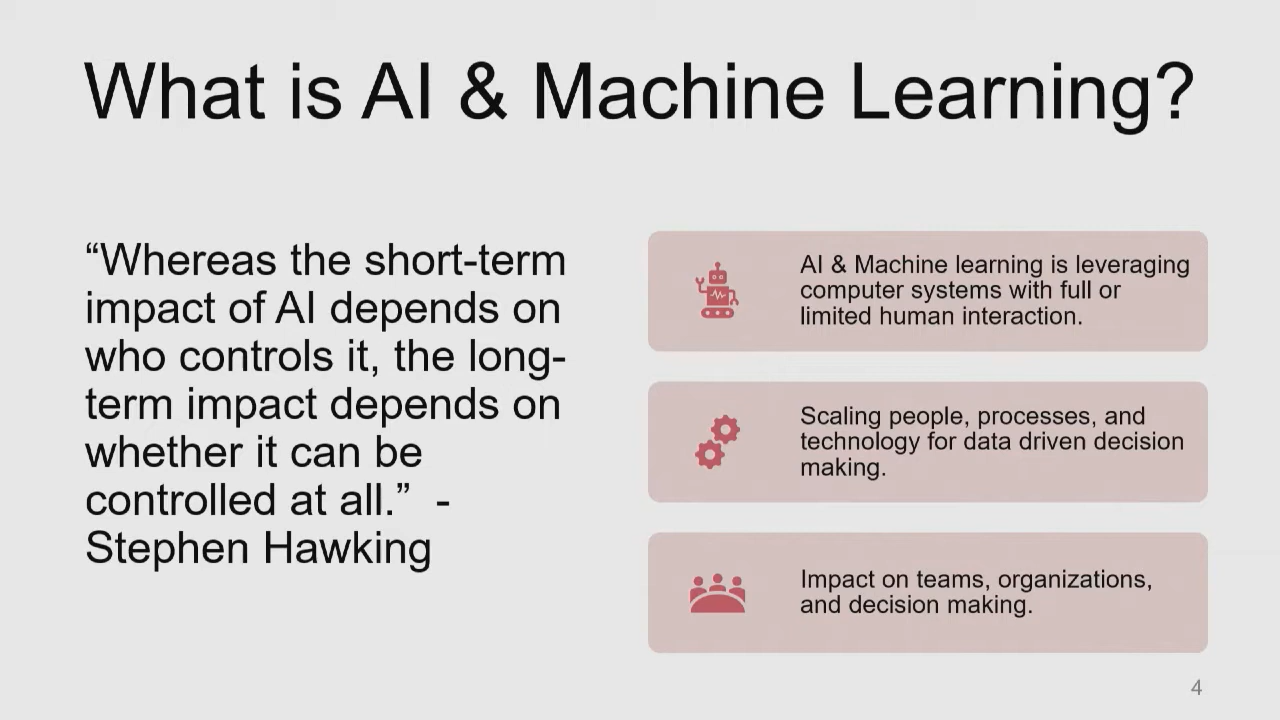 What is AI & Machine Learning?
“Whereas the short-term
impact of AI depends on
who controls it, the long-
term impact depends on
whether it can be
controlled at all.”  -
Stephen Hawking
AI & Machine learning is leveraging
computer systems with full or
limited human interaction.
Scaling people, processes, and
technology for data driven decision
making.
Impact on teams, organizations,
and decision making.
4